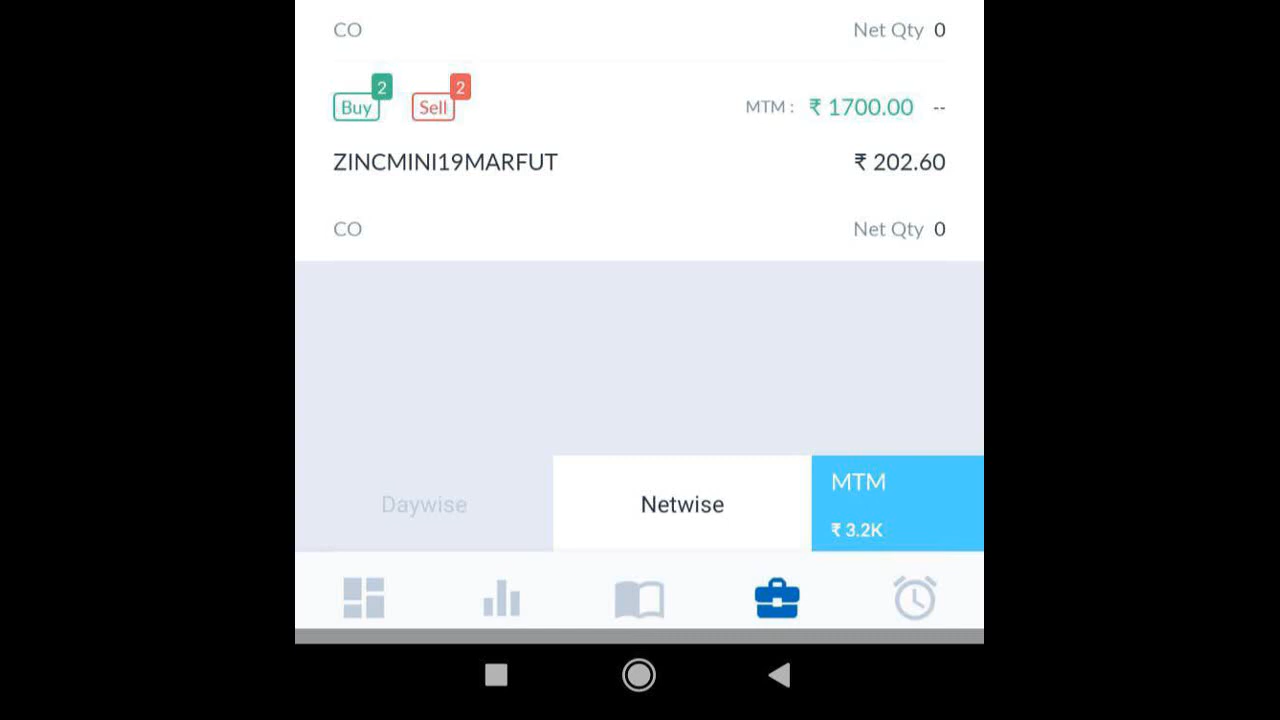 CO Net Qty 0
2 2
Buy Sell MTM : ₹ 1700.00 --
ZINCMINI19MARFUT ₹ 202.60
CO Net Qty 0
MTM
Daywise Netwise
₹ 3.2K